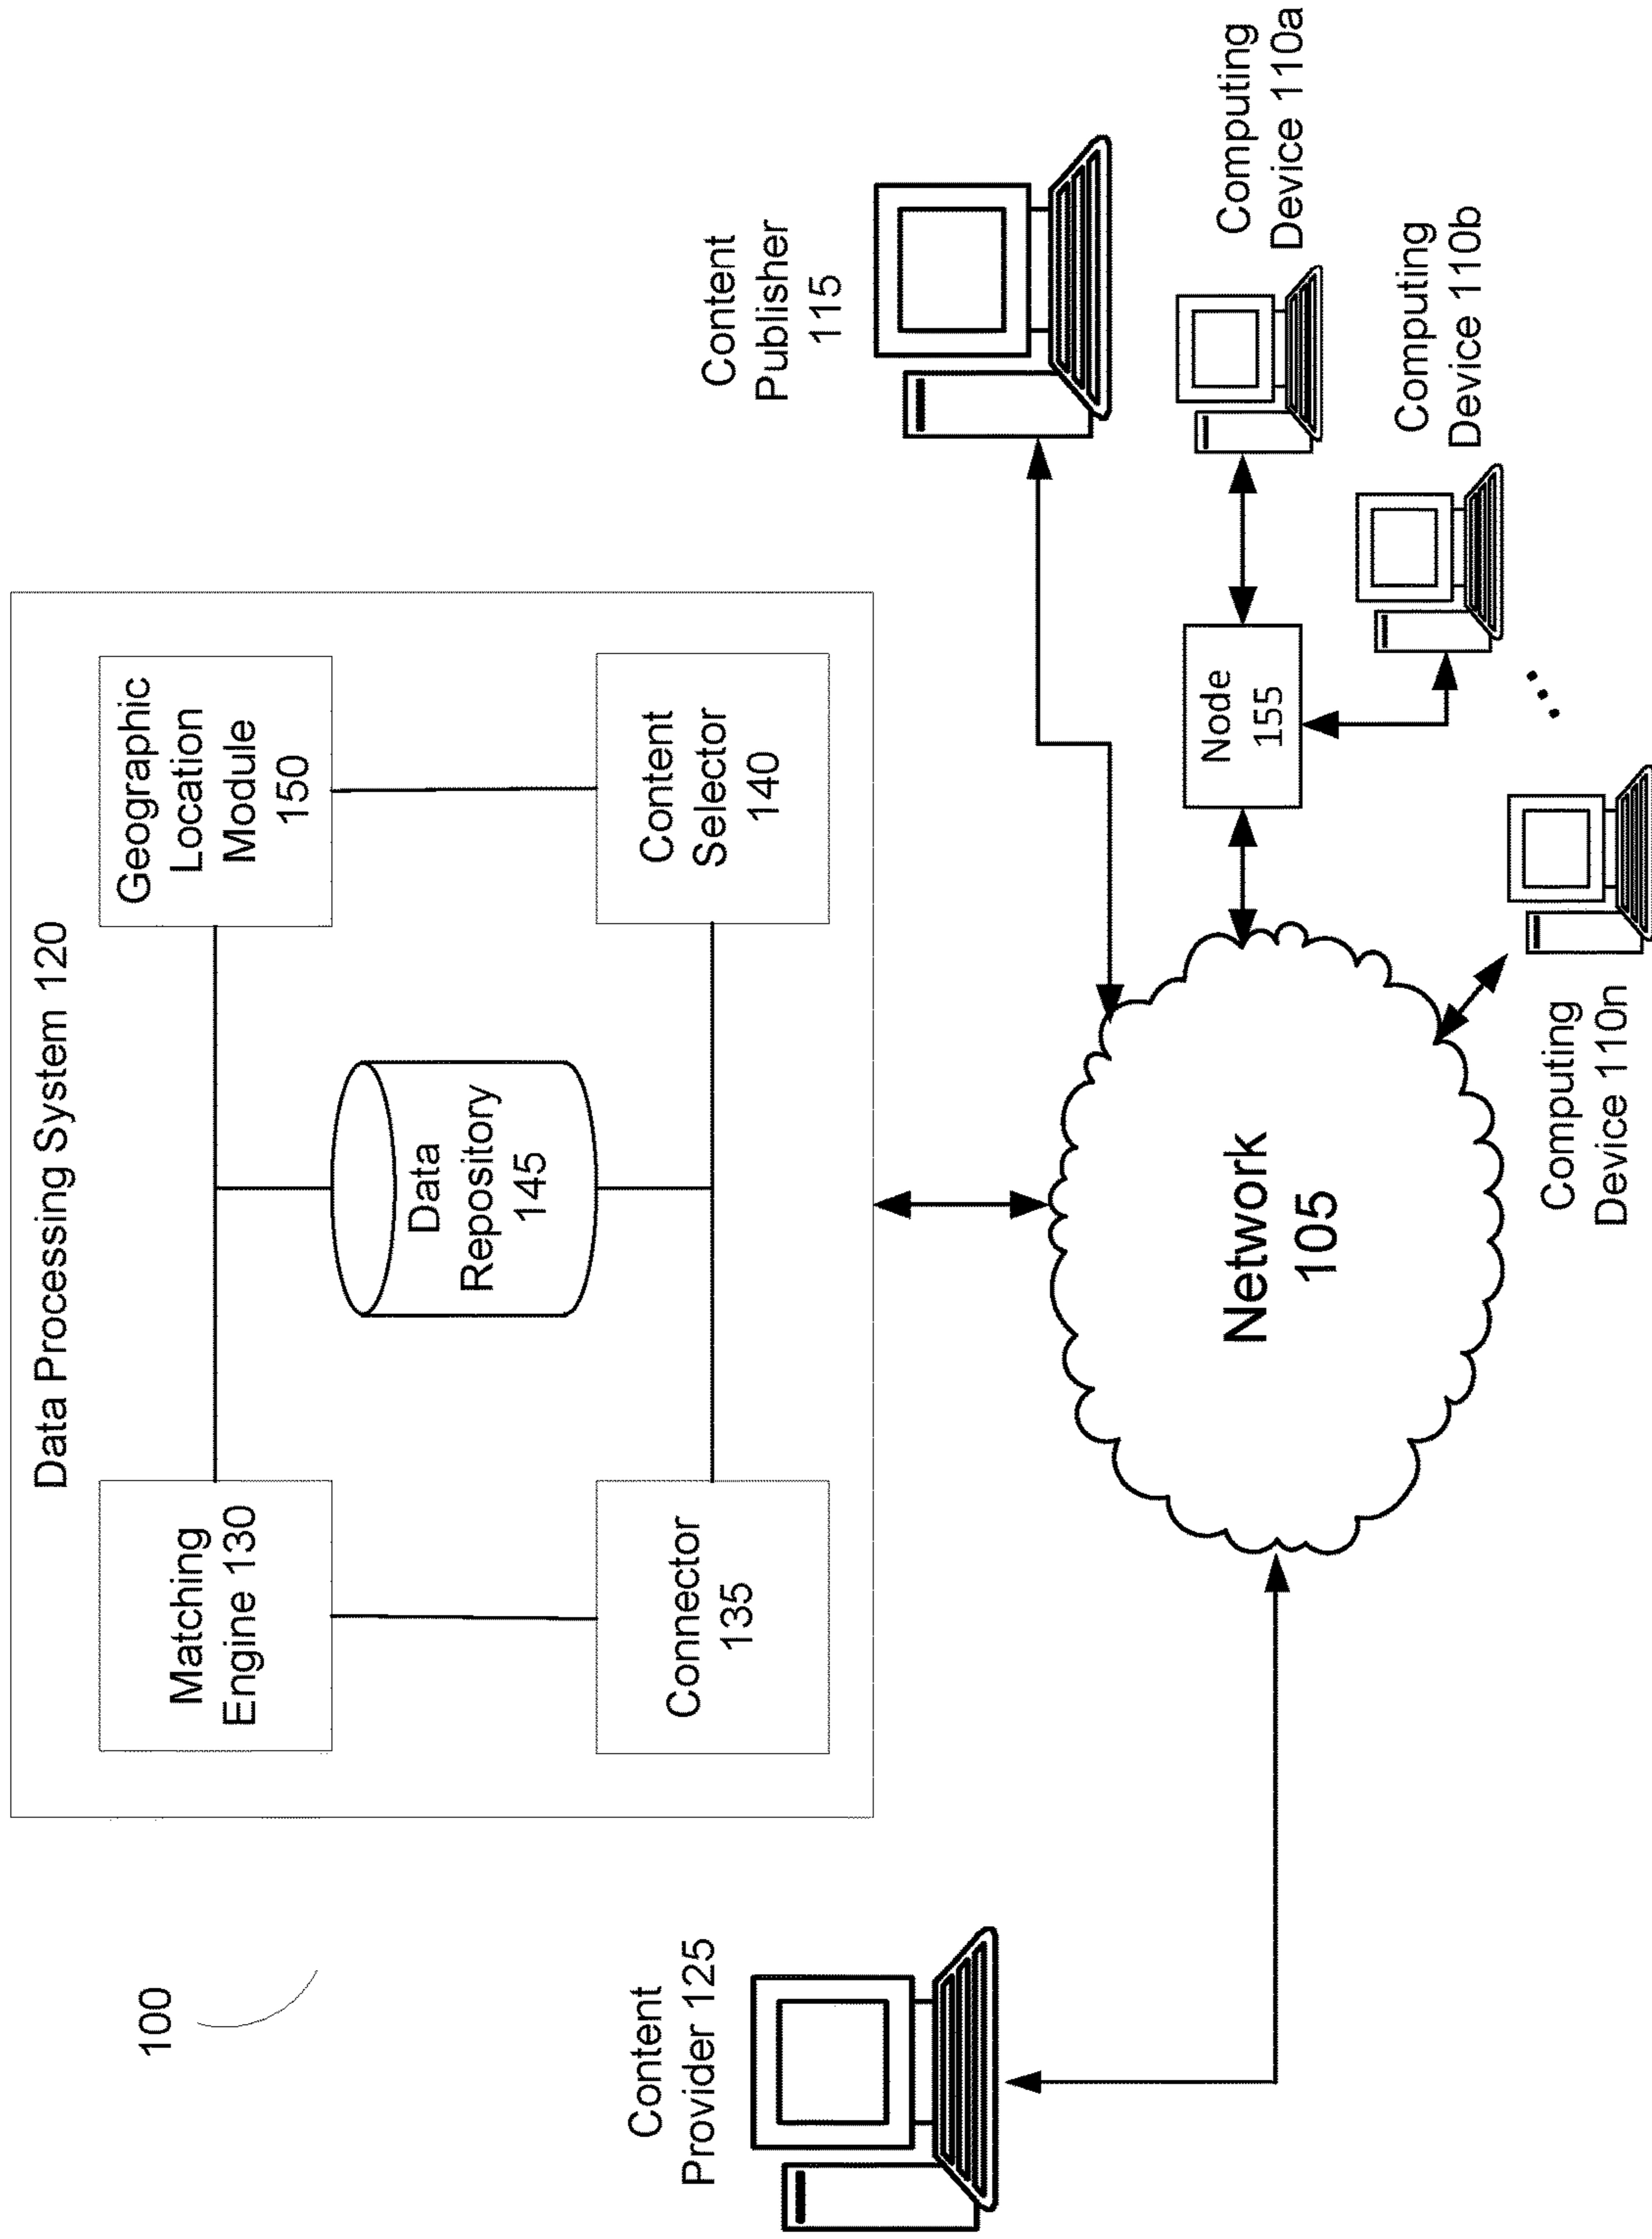 100
Data Processing System 120
Matching
Engine 130
Geographic
Location
Module
150
Data
Repository
145
Connector
135
Content
Selector
140
Content
Provider 125
Content
Publisher
115
Network
105
Node
155
Computing
Device 110a
Computing
Device 110b
Computing
Device 110n